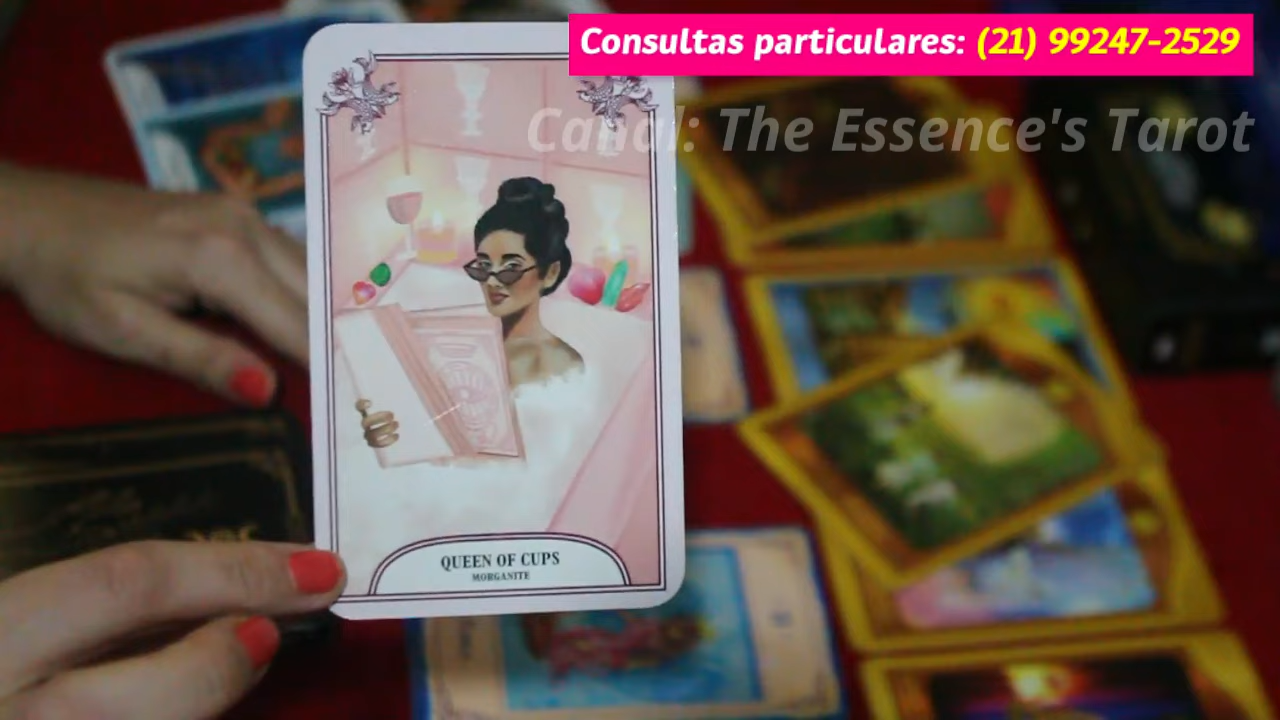 Consultas particulares: (21) 99247-2529
Canal: The Essence's Tarot
QUEEN OF CUPS
MORGANITE